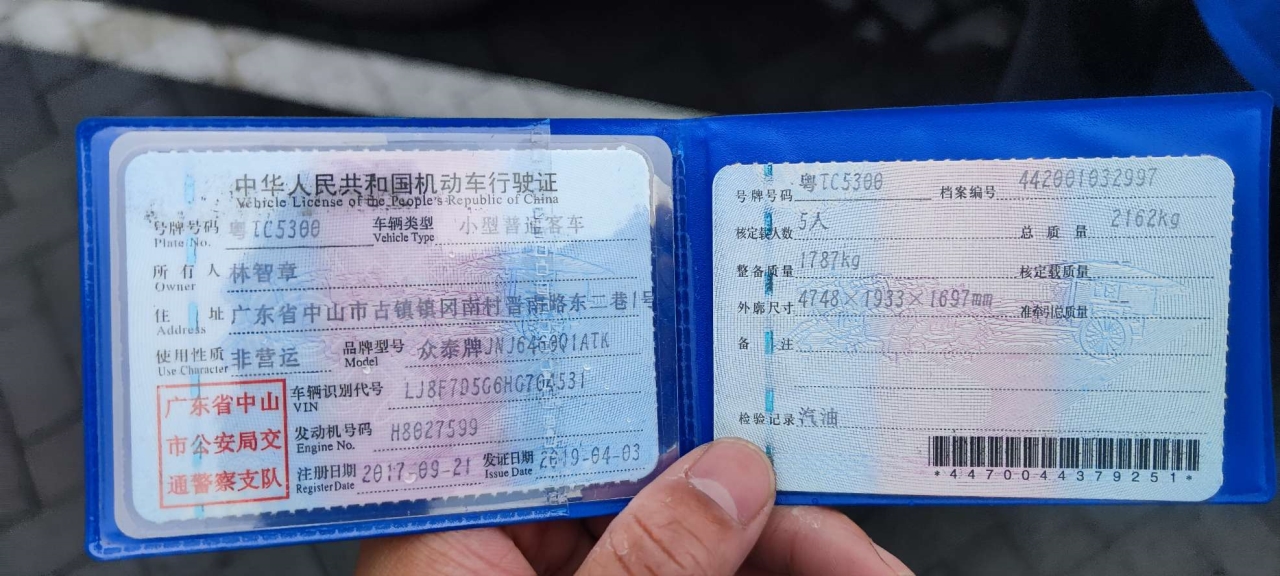 中华人民共和国机动车行驶证
Vehicle License of the People's Republic of China
号牌号码 粤TC5300 车辆类型 小型普通客车
Plate No. Vehicle Type
所有人 林智章
Owner
住址 广东省中山市古镇镇冈南村晋南路东二巷1号
Address
使用性质 非营运 品牌型号 众泰牌JNJ6460Q1ATK
Use Character Model
车辆识别代号 LJ8F7D5G6HG704531
VIN
发动机号码 H8027599
Engine No.
注册日期 2017-09-21 发证日期 2019-04-03
Register Date Issue Date
广东省中山
市公安局交
通警察支队
号牌号码 粤TC5300 档案编号 442001032997
核定载人数 5人 总质量 2162kg
整备质量 1787kg 核定载质量 --
外廓尺寸 4748×1933×1697mm 准牵引总质量 --
备注
检验记录 汽油
*4470044379251*